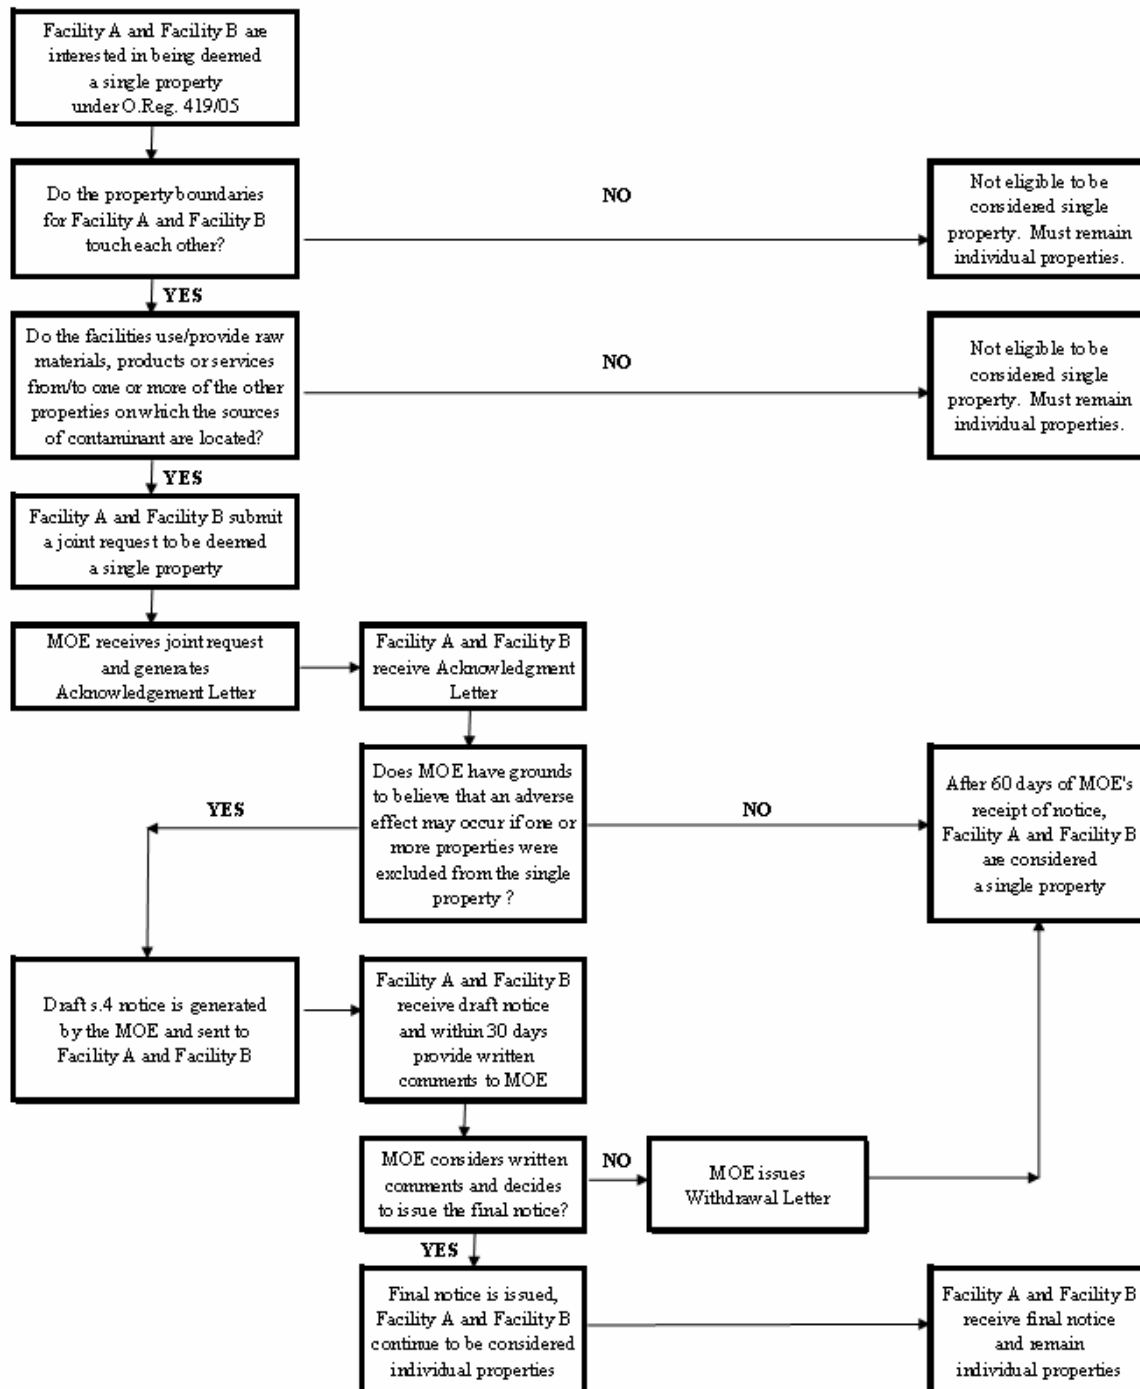 Facility A and Facility B are
interested in being deemed
a single property
under O.Reg. 419/05
Do the property boundaries
for Facility A and Facility B
touch each other?
NO
Not eligible to be
considered single
property. Must remain
individual properties.
YES
Do the facilities use/provide raw
materials, products or services
from/to one or more of the other
properties on which the sources
of contaminant are located?
NO
Not eligible to be
considered single
property. Must remain
individual properties.
YES
Facility A and Facility B submit
a joint request to be deemed
a single property
MOE receives joint request
and generates
Acknowledgement Letter
Facility A and Facility B
receive Acknowledgment
Letter
Does MOE have grounds
to believe that an adverse
effect may occur if one or
more properties were
excluded from the single
property ?
YES
NO
After 60 days of MOE's
receipt of notice,
Facility A and Facility B
are considered
a single property
Draft s.4 notice is generated
by the MOE and sent to
Facility A and Facility B
Facility A and Facility B
receive draft notice
and within 30 days
provide written
comments to MOE
MOE considers written
comments and decides
to issue the final notice?
NO
MOE issues
Withdrawal Letter
YES
Final notice is issued,
Facility A and Facility B
continue to be considered
individual properties
Facility A and Facility B
receive final notice
and remain
individual properties